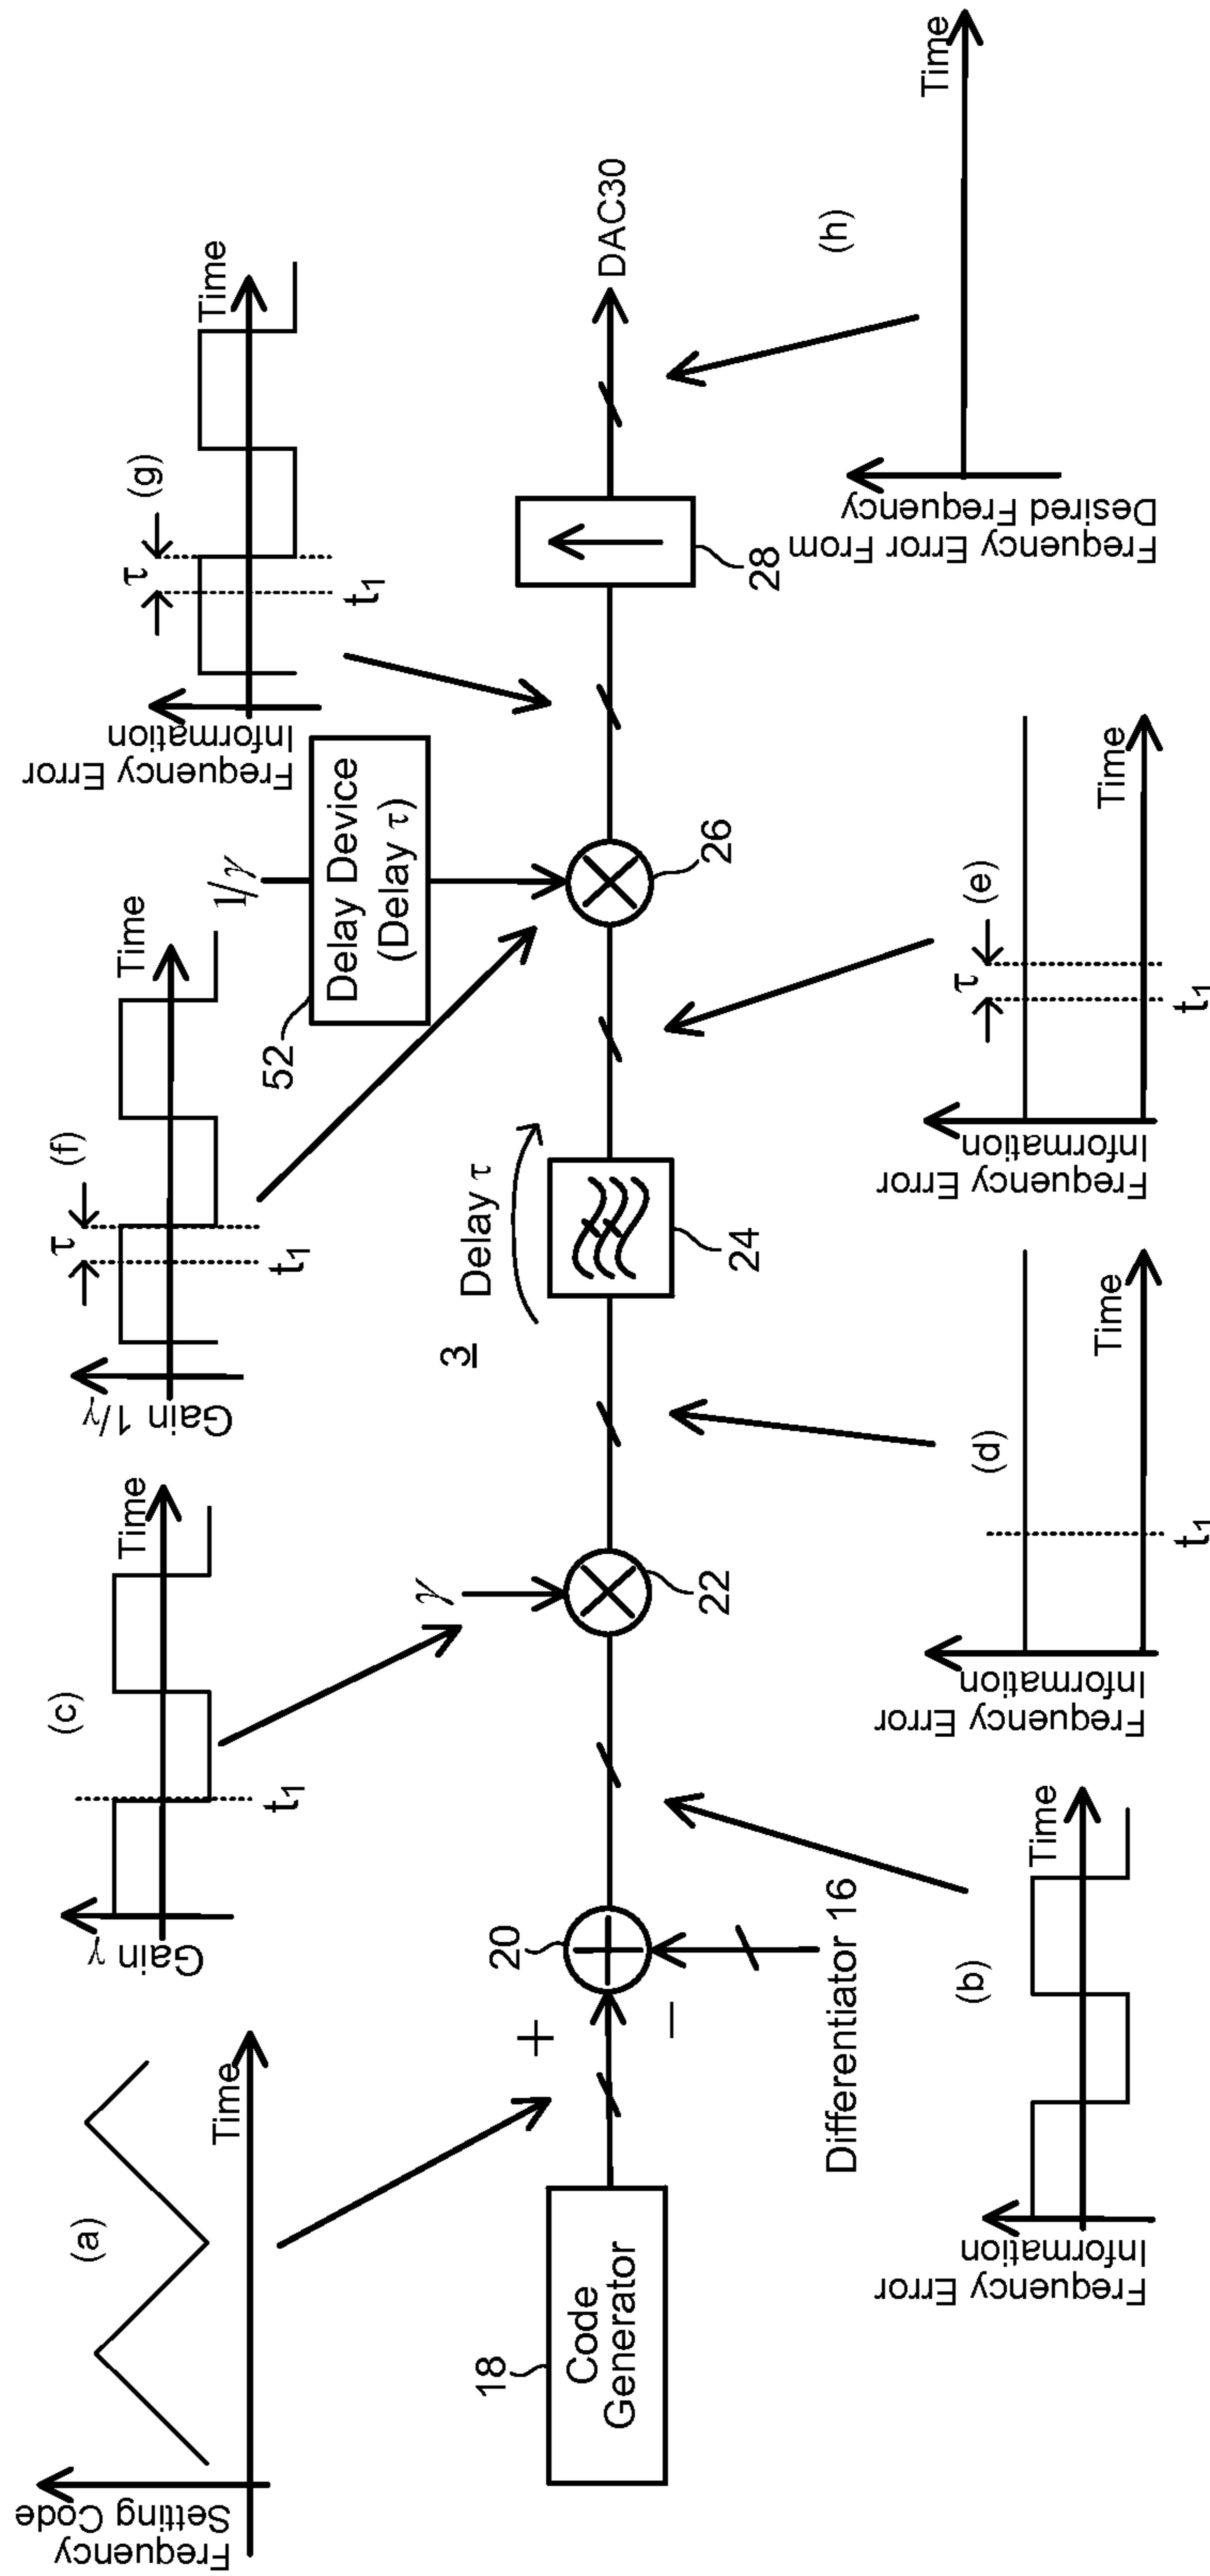 Frequency
Setting Code
(a)
Time
Gain γ
(c)
Time
t1
Gain 1/γ
τ
(f)
Time
t1
Frequency Error
Information
τ
(g)
Time
t1
1/γ
52
Delay Device
(Delay τ)
γ
3
Delay τ
18
Code
Generator
+
−
20
22
24
26
28
DAC30
Differentiator 16
Frequency Error
Information
(b)
Time
Frequency Error
Information
(d)
Time
t1
Frequency Error
Information
τ
(e)
Time
t1
Frequency Error From
Desired Frequency
(h)
Time